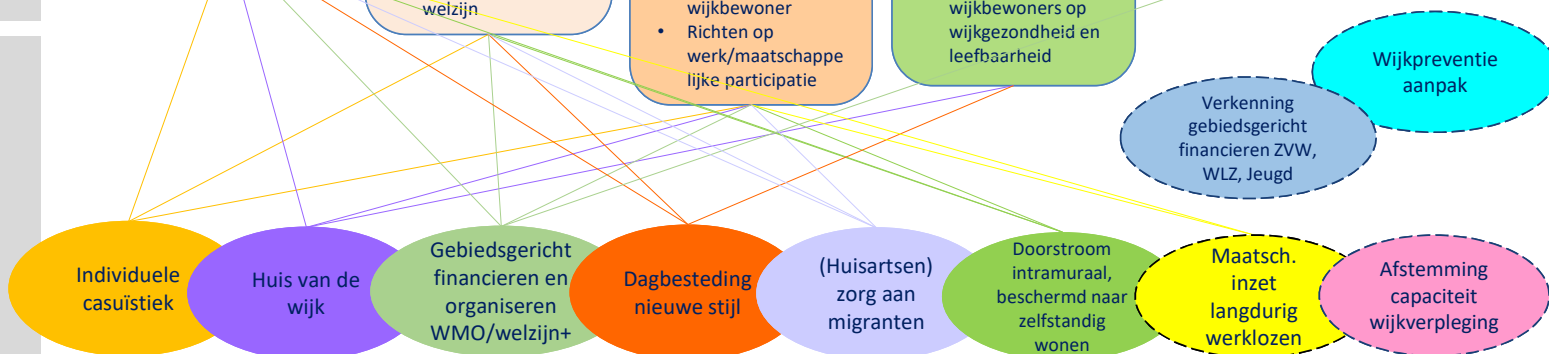 welzijn
wijkbewoner
• Richten op
werk/maatschappe
lijke participatie
wijkbewoners op
wijkgezondheid en
leefbaarheid
Wijkpreventie
aanpak
Verkenning
gebiedsgericht
financieren ZVW,
WLZ, Jeugd
Individuele
casuïstiek
Huis van de
wijk
Gebiedsgericht
financieren en
organiseren
WMO/welzijn+
Dagbesteding
nieuwe stijl
(Huisartsen)
zorg aan
migranten
Doorstroom
intramuraal,
beschermd naar
zelfstandig
wonen
Maatsch.
inzet
langdurig
werklozen
Afstemming
capaciteit
wijkverpleging